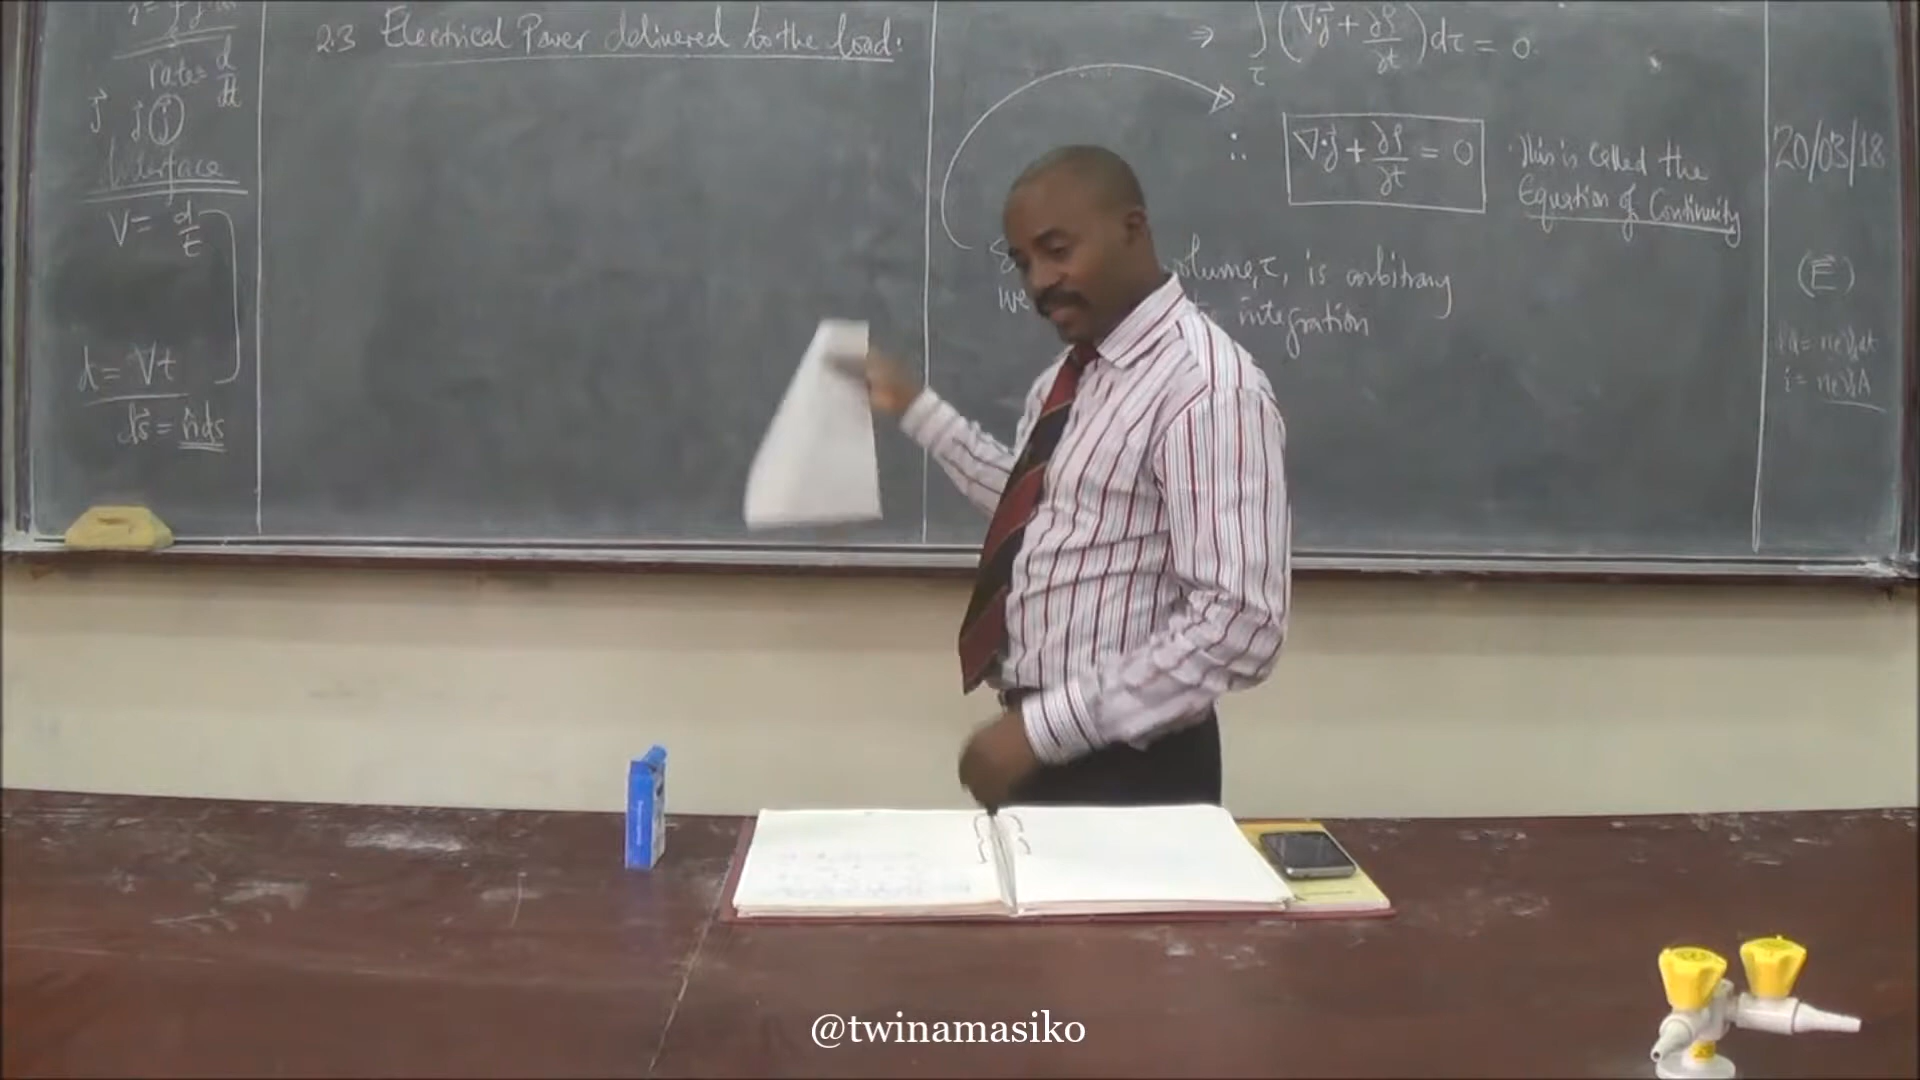 rate = d/dt
j⃗ j⃗ (j)
Interface
V = d/t
d = Vt
ds⃗ = n̂ds
2.3 Electrical Power delivered to the load:
⇒ ∫τ (∇·j⃗ + ∂ρ/∂t) dτ = 0
∴ ∇·j⃗ + ∂ρ/∂t = 0
This is called the
Equation of Continuity
volume, τ, is arbitrary
we integration
20/03/18
(E⃗)
i = neVA
@twinamasiko